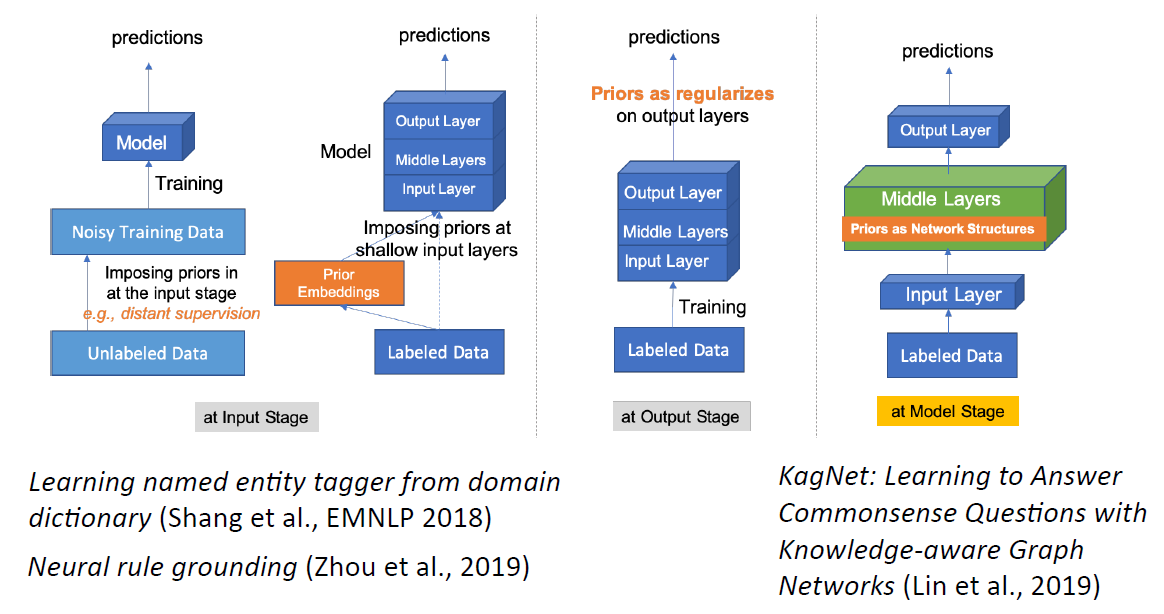 predictions
Model
Training
Noisy Training Data
Imposing priors in
at the input stage
e.g., distant supervision
Unlabeled Data
predictions
Model
Output Layer
Middle Layers
Input Layer
Imposing priors at
shallow input layers
Prior
Embeddings
Labeled Data
at Input Stage
predictions
Priors as regularizes
on output layers
Output Layer
Middle Layers
Input Layer
Training
Labeled Data
at Output Stage
predictions
Output Layer
Middle Layers
Priors as Network Structures
Input Layer
Labeled Data
at Model Stage
Learning named entity tagger from domain
dictionary (Shang et al., EMNLP 2018)
Neural rule grounding (Zhou et al., 2019)
KagNet: Learning to Answer
Commonsense Questions with
Knowledge-aware Graph
Networks (Lin et al., 2019)